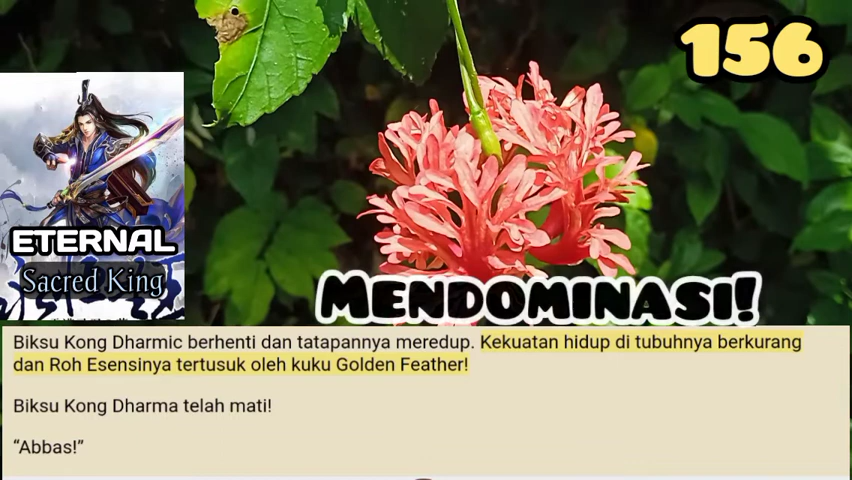 156
ETERNAL
Sacred King
MENDOMINASI!
Biksu Kong Dharmic berhenti dan tatapannya meredup. Kekuatan hidup di tubuhnya berkurang
dan Roh Esensinya tertusuk oleh kuku Golden Feather!
Biksu Kong Dharma telah mati!
“Abbas!”